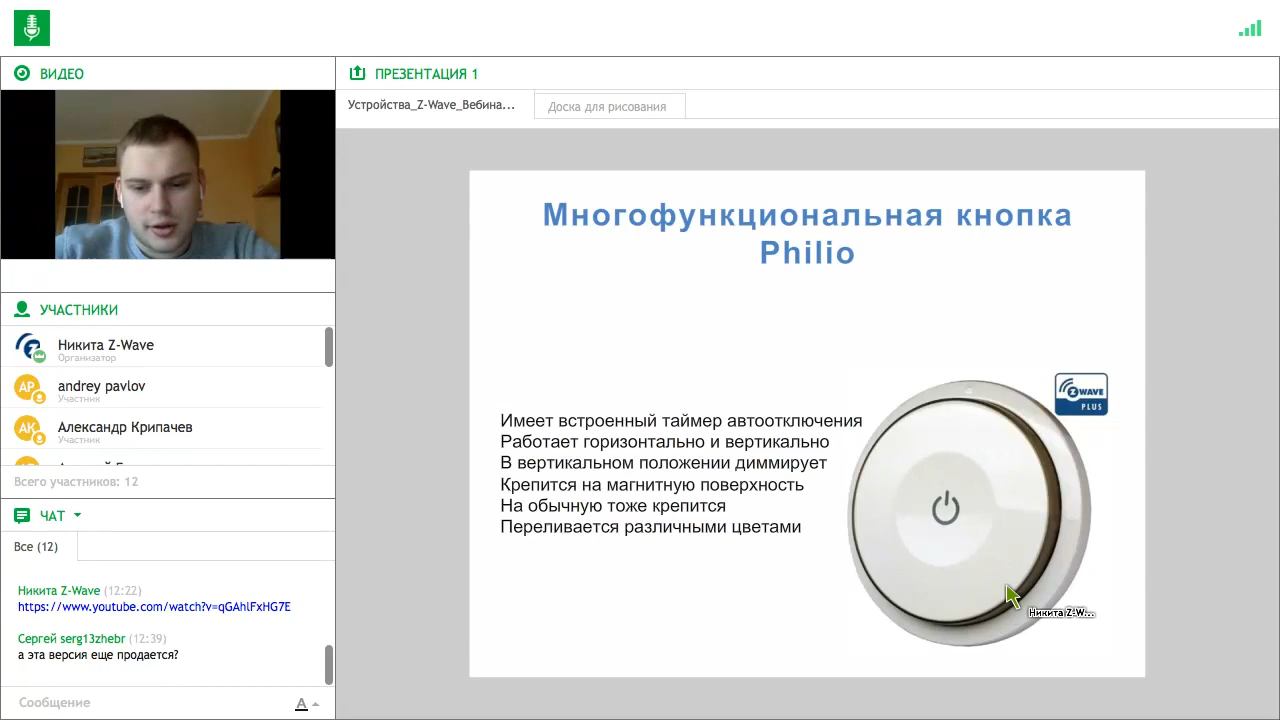 ВИДЕО
ПРЕЗЕНТАЦИЯ 1
Устройства_Z-Wave_Вебина...
Доска для рисования
Многофункциональная кнопка
Philio
Имеет встроенный таймер автоотключения
Работает горизонтально и вертикально
В вертикальном положении диммирует
Крепится на магнитную поверхность
На обычную тоже крепится
Переливается различными цветами
Z WAVE
PLUS
Никита Z-W...
УЧАСТНИКИ
Никита Z-Wave
Организатор
AP
andrey pavlov
Участник
АК
Александр Крипачев
Участник
Всего участников: 12
ЧАТ
Все (12)
Никита Z-Wave (12:22)
https://www.youtube.com/watch?v=qGAhlFxHG7E
Сергей serg13zhebr (12:39)
а эта версия еще продается?
Сообщение
A